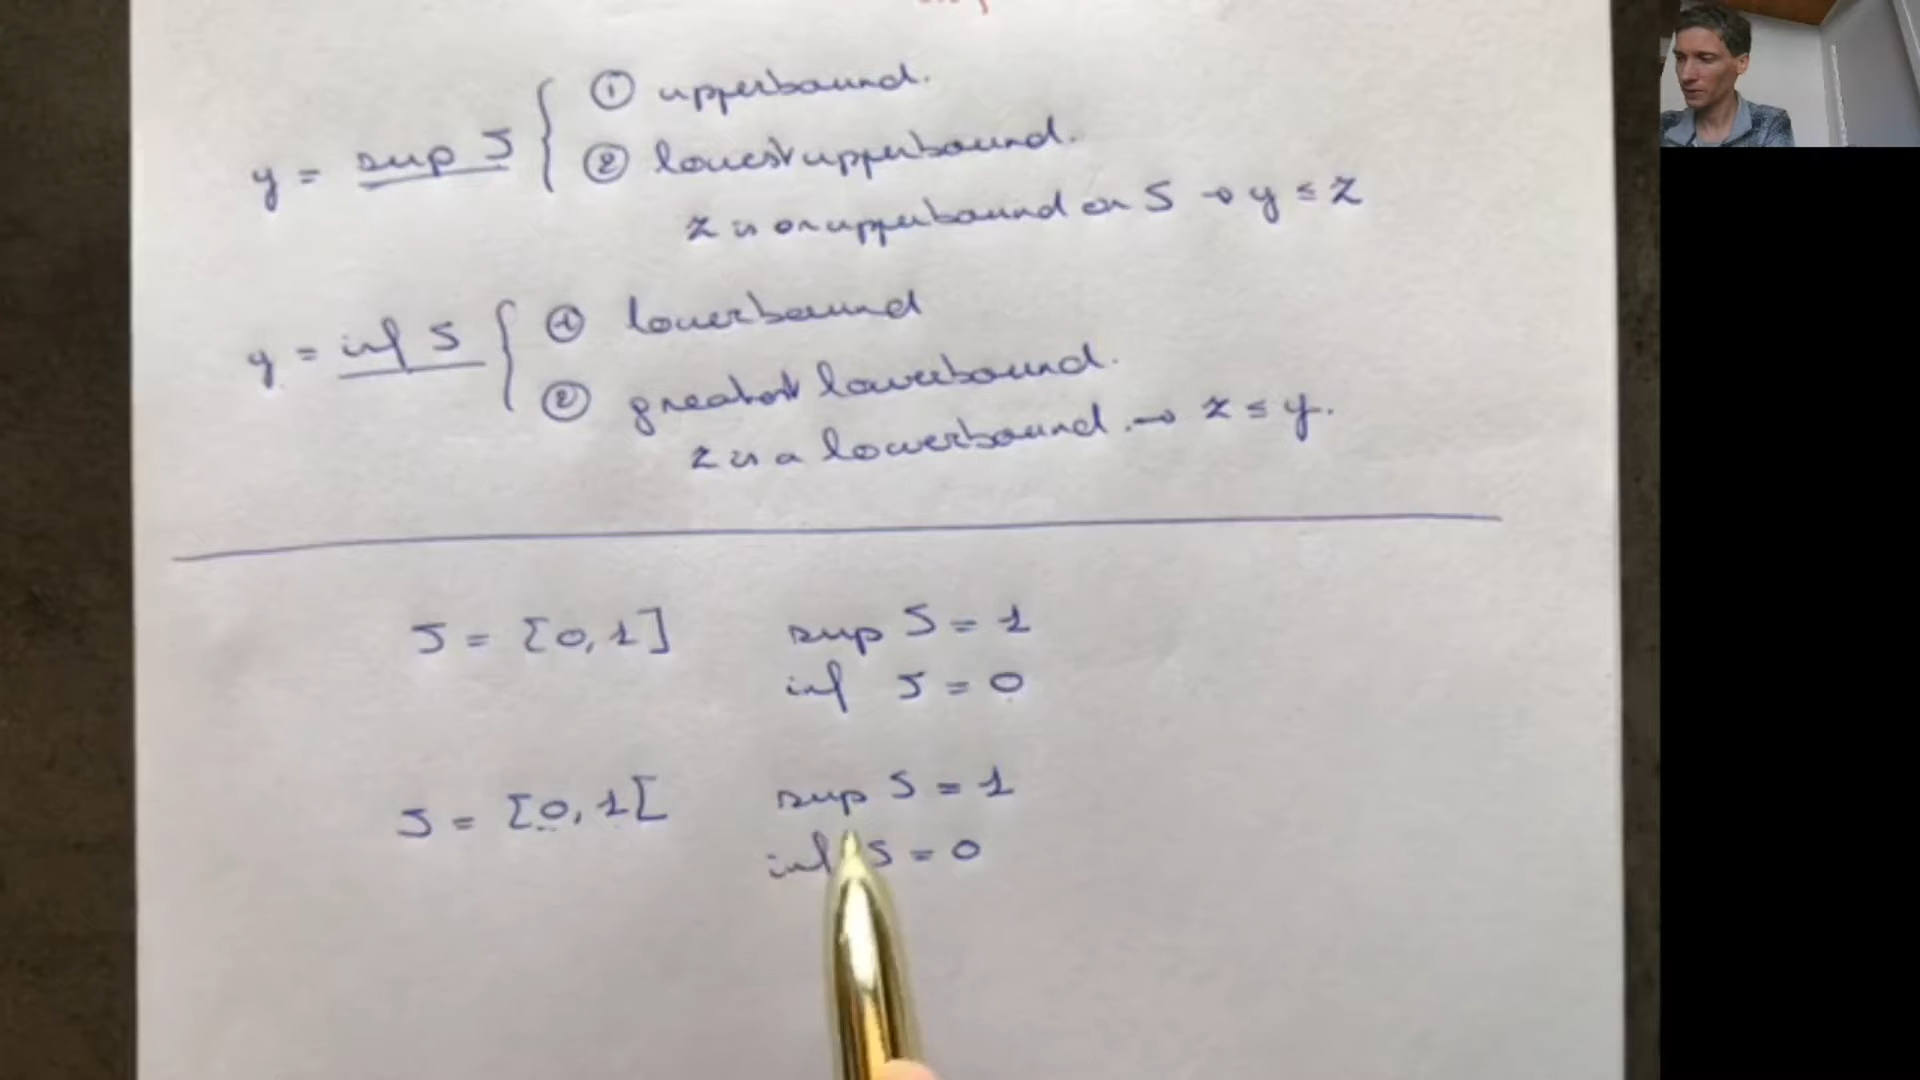 y = sup S { ① upperbound.
② lowest upperbound.
z is an upperbound on S → y ≤ z
y = inf S { ① lowerbound
② greatest lowerbound.
z is a lowerbound. → z ≤ y.
S = [0,1] sup S = 1
inf S = 0
S = [0,1[ sup S = 1
inf S = 0